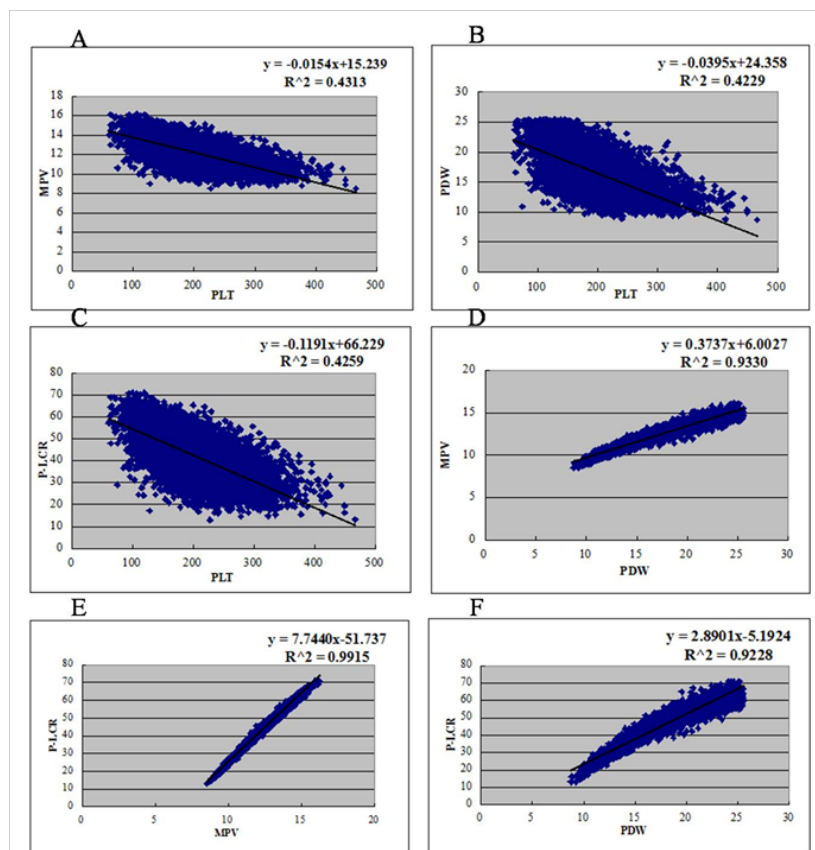 A
y = -0.0154x+15.239
R^2 = 0.4313
18
16
14
12
10
8
6
4
2
0
MPV
0 100 200 300 400 500
PLT
B
y = -0.0395x+24.358
R^2 = 0.4229
30
25
20
15
10
5
0
PDW
0 100 200 300 400 500
PLT
C
y = -0.1191x+66.229
R^2 = 0.4259
80
70
60
50
40
30
20
10
0
P-LCR
0 100 200 300 400 500
PLT
D
y = 0.3737x+6.0027
R^2 = 0.9330
20
15
10
5
0
MPV
0 5 10 15 20 25 30
PDW
E
y = 7.7440x-51.737
R^2 = 0.9915
80
70
60
50
40
30
20
10
0
P-LCR
0 5 10 15 20
MPV
F
y = 2.8901x-5.1924
R^2 = 0.9228
80
70
60
50
40
30
20
10
0
P-LCR
0 5 10 15 20 25 30
PDW